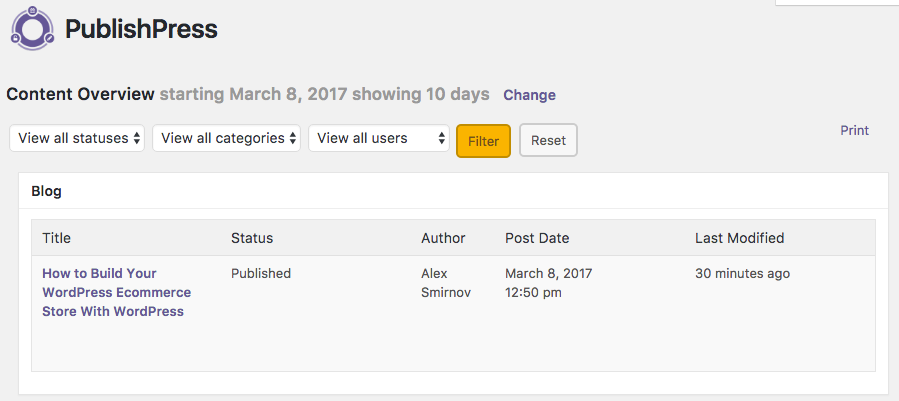 PublishPress
Content Overview starting March 8, 2017 showing 10 days Change
View all statuses View all categories View all users Filter Reset Print
Blog
Title Status Author Post Date Last Modified
How to Build Your Published Alex March 8, 2017 30 minutes ago
WordPress Ecommerce Smirnov 12:50 pm
Store With WordPress